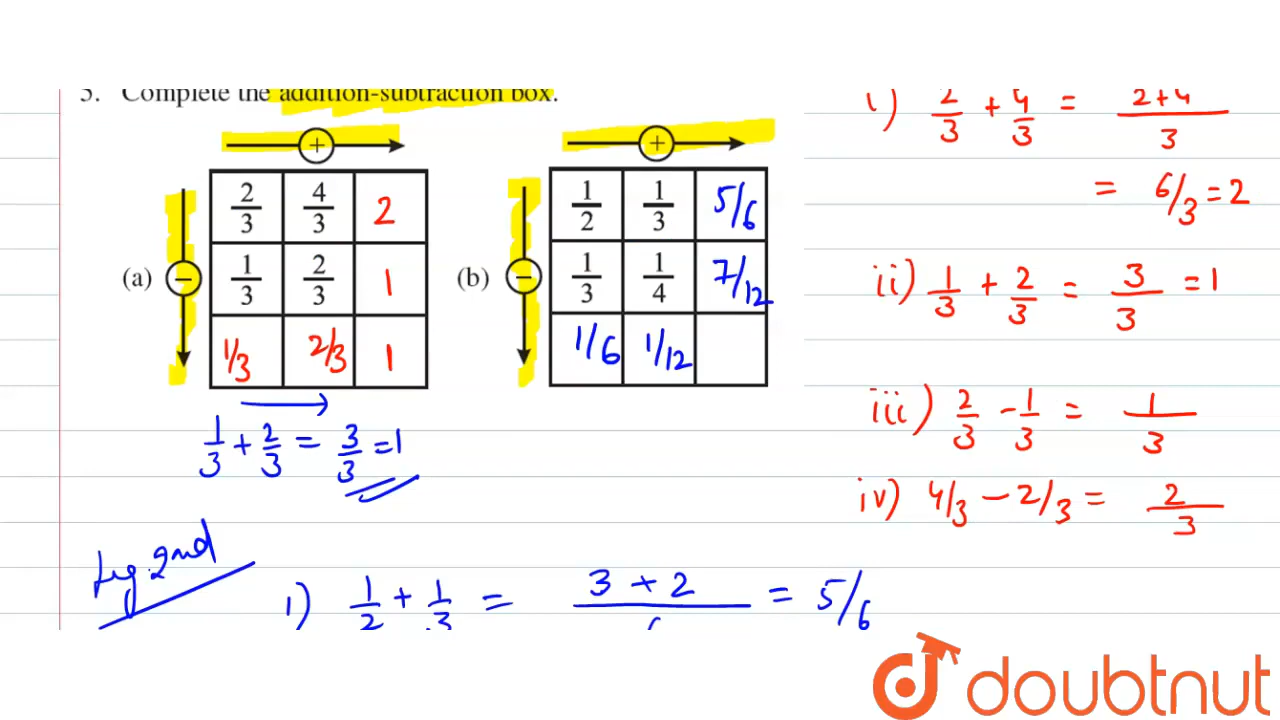 5. Complete the addition-subtraction box.
+
(a) −
2/3 4/3 2
1/3 2/3 1
1/3 2/3 1
1/3 + 2/3 = 3/3 = 1
+
(b) −
1/2 1/3 5/6
1/3 1/4 7/12
1/6 1/12
i) 2/3 + 4/3 = 2+4/3
= 6/3 = 2
ii) 1/3 + 2/3 = 3/3 = 1
iii) 2/3 − 1/3 = 1/3
iv) 4/3 − 2/3 = 2/3
2nd
i) 1/2 + 1/3 = 3 + 2/6 = 5/6
doubtnut